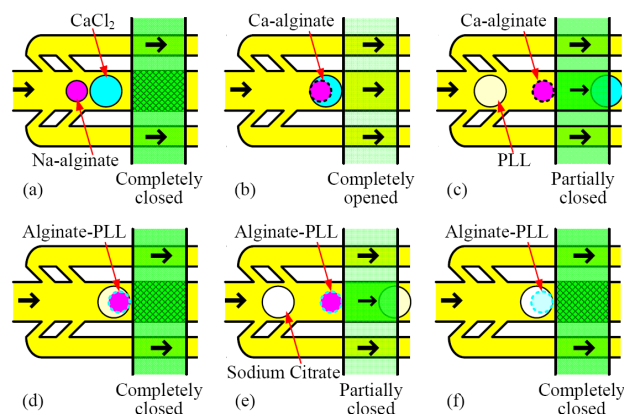 CaCl₂
Na-alginate
(a)
Completely
closed
Ca-alginate
(b)
Completely
opened
Ca-alginate
PLL
(c)
Partially
closed
Alginate-PLL
(d)
Completely
closed
Alginate-PLL
Sodium Citrate
(e)
Partially
closed
Alginate-PLL
(f)
Completely
closed